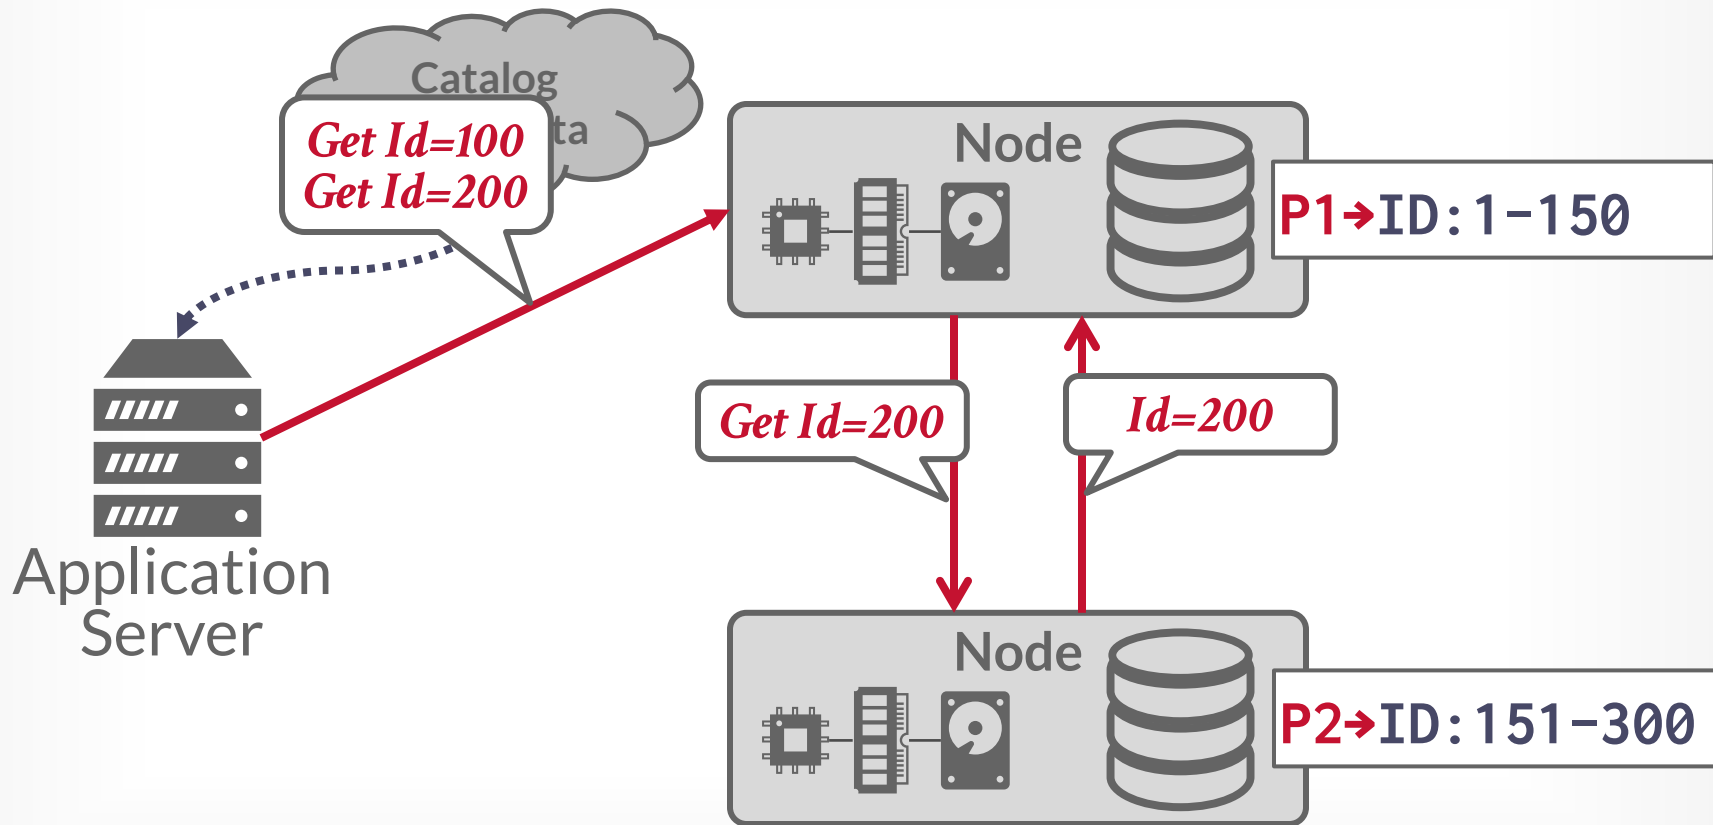 Catalog
ta
Get Id=100
Get Id=200
Node
P1→ID:1-150
Get Id=200
Id=200
Application
Server
Node
P2→ID:151-300